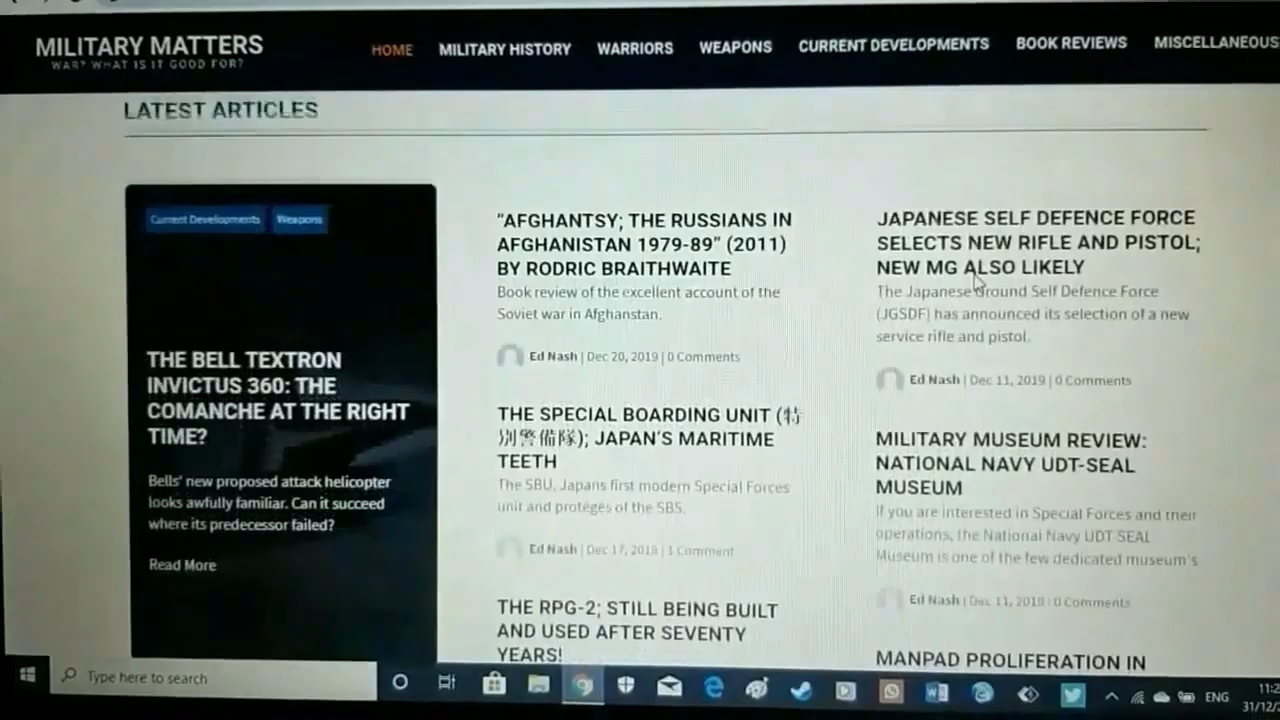 MILITARY MATTERS
WAR? WHAT IS IT GOOD FOR?
HOME MILITARY HISTORY WARRIORS WEAPONS CURRENT DEVELOPMENTS BOOK REVIEWS MISCELLANEOUS
LATEST ARTICLES
Current Developments Weapons
THE BELL TEXTRON
INVICTUS 360: THE
COMANCHE AT THE RIGHT
TIME?
Bells' new proposed attack helicopter
looks awfully familiar. Can it succeed
where its predecessor failed?
Read More
"AFGHANTSY; THE RUSSIANS IN
AFGHANISTAN 1979-89" (2011)
BY RODRIC BRAITHWAITE
Book review of the excellent account of the
Soviet war in Afghanistan.
Ed Nash | Dec 20, 2019 | 0 Comments
THE SPECIAL BOARDING UNIT (特
別警備隊); JAPAN'S MARITIME
TEETH
The SBU, Japans first modern Special Forces
unit and protéges of the SBS.
Ed Nash | Dec 17, 2019 | 1 Comment
THE RPG-2; STILL BEING BUILT
AND USED AFTER SEVENTY
YEARS!
JAPANESE SELF DEFENCE FORCE
SELECTS NEW RIFLE AND PISTOL;
NEW MG ALSO LIKELY
The Japanese Ground Self Defence Force
(JGSDF) has announced its selection of a new
service rifle and pistol.
Ed Nash | Dec 11, 2019 | 0 Comments
MILITARY MUSEUM REVIEW:
NATIONAL NAVY UDT-SEAL
MUSEUM
If you are interested in Special Forces and their
operations, the National Navy UDT SEAL
Museum is one of the few dedicated museum's
Ed Nash | Dec 11, 2019 | 0 Comments
MANPAD PROLIFERATION IN
Type here to search
ENG
11:2
31/12/